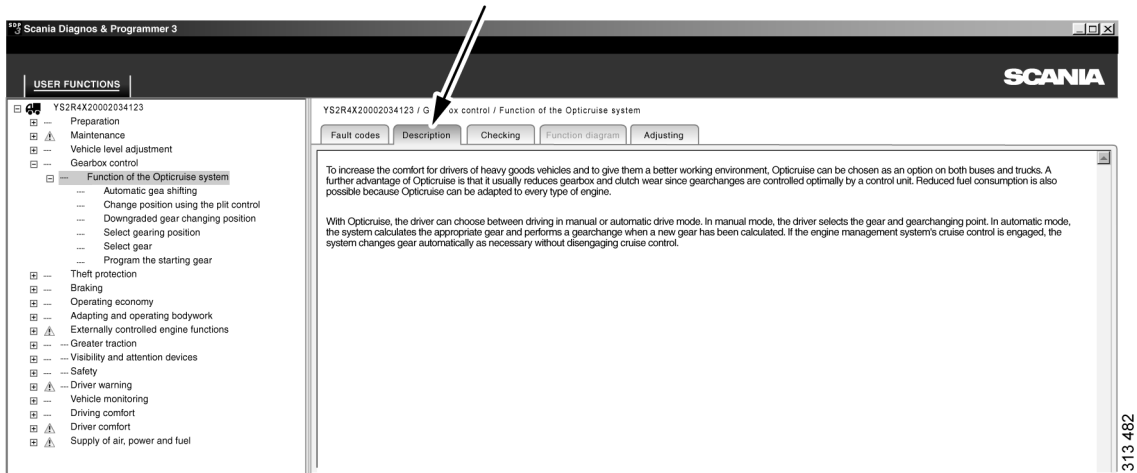 SDP 3 Scania Diagnos & Programmer 3
USER FUNCTIONS
SCANIA
YS2R4X20002034123
Preparation
Maintenance
Vehicle level adjustment
Gearbox control
Function of the Opticruise system
Automatic gea shifting
Change position using the plit control
Downgraded gear changing position
Select gearing position
Select gear
Program the starting gear
Theft protection
Braking
Operating economy
Adapting and operating bodywork
Externally controlled engine functions
Greater traction
Visibility and attention devices
Safety
Driver warning
Vehicle monitoring
Driving comfort
Driver comfort
Supply of air, power and fuel
YS2R4X20002034123 / G ox control / Function of the Opticruise system
Fault codes Description Checking Function diagram Adjusting
To increase the comfort for drivers of heavy goods vehicles and to give them a better working environment, Opticruise can be chosen as an option on both buses and trucks. A
further advantage of Opticruise is that it usually reduces gearbox and clutch wear since gearchanges are controlled optimally by a control unit. Reduced fuel consumption is also
possible because Opticruise can be adapted to every type of engine.
With Opticruise, the driver can choose between driving in manual or automatic drive mode. In manual mode, the driver selects the gear and gearchanging point. In automatic mode,
the system calculates the appropriate gear and performs a gearchange when a new gear has been calculated. If the engine management system's cruise control is engaged, the
system changes gear automatically as necessary without disengaging cruise control.
313 482